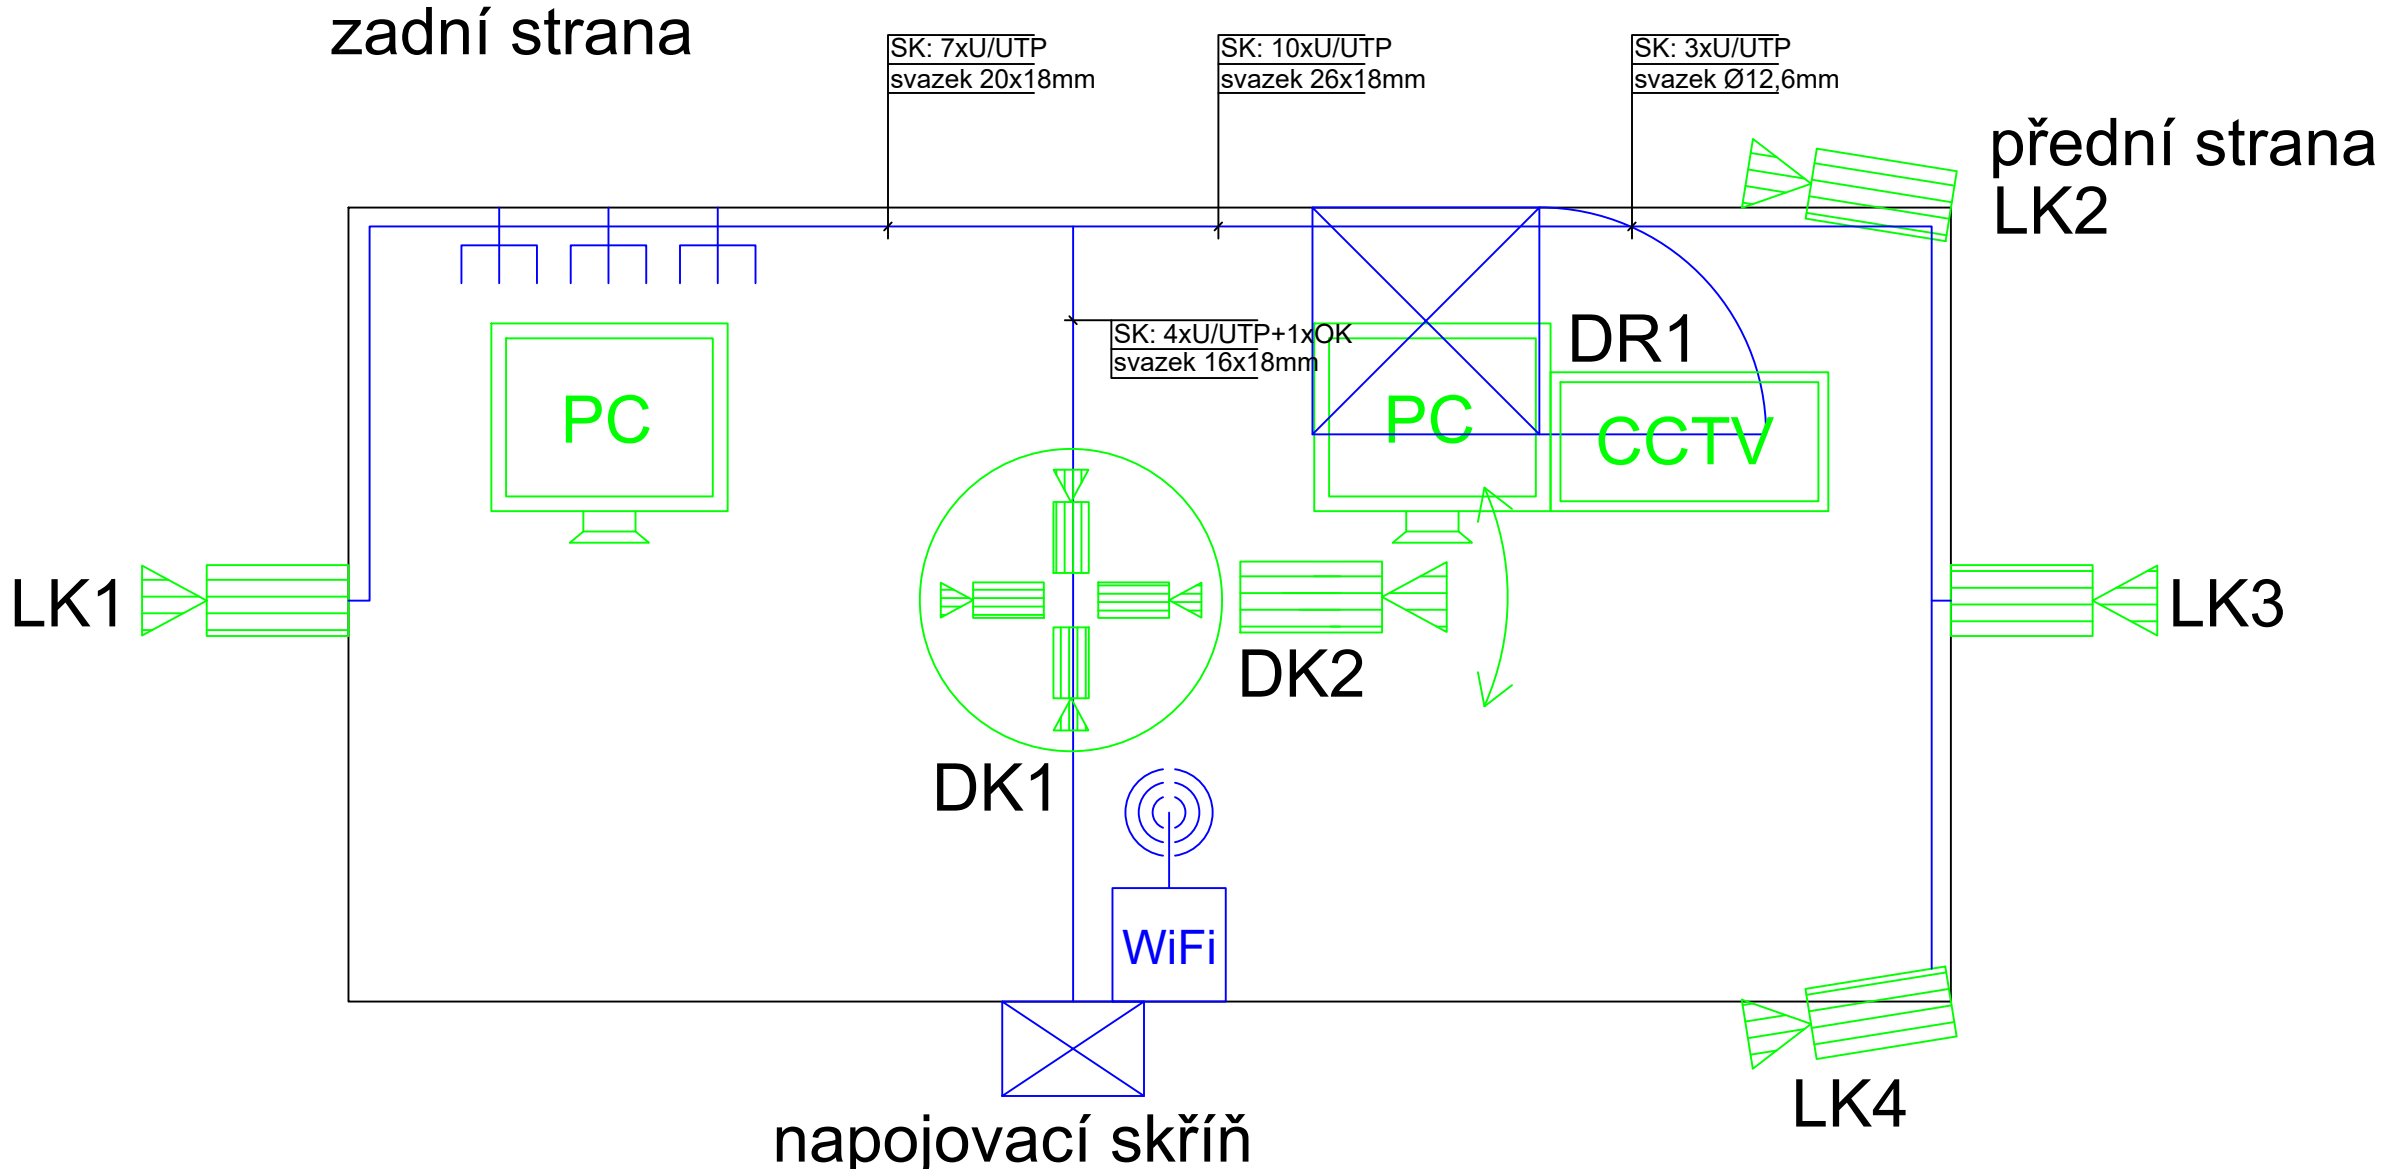 zadní strana
SK: 7xU/UTP
svazek 20x18mm
SK: 10xU/UTP
svazek 26x18mm
SK: 3xU/UTP
svazek Ø12,6mm
přední strana
LK2
SK: 4xU/UTP+1xOK
svazek 16x18mm
DR1
PC
PC
CCTV
LK1
LK3
DK2
DK1
WiFi
LK4
napojovací skříň